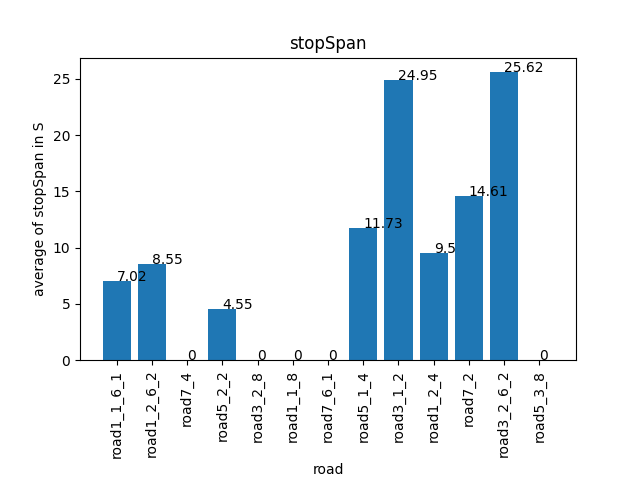 stopSpan
average of stopSpan in S
25
20
15
10
5
0
7.02
8.55
0
4.55
0
0
0
11.73
24.95
9.5
14.61
25.62
0
road1_1_6_1
road1_2_6_2
road7_4
road5_2_2
road3_2_8
road1_1_8
road7_6_1
road5_1_4
road3_1_2
road1_2_4
road7_2
road3_2_6_2
road5_3_8
road